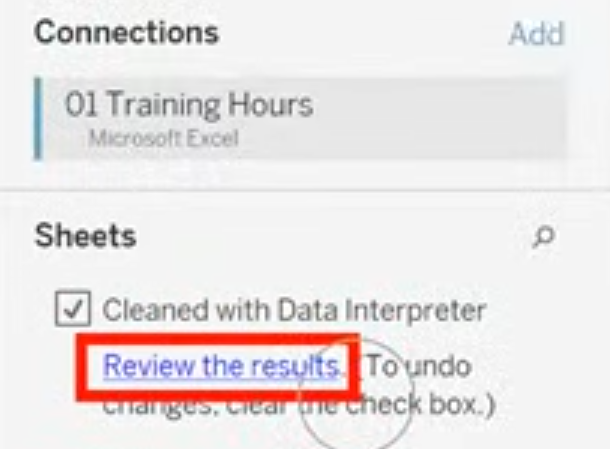 Connections Add
01 Training Hours
Microsoft Excel
Sheets
Cleaned with Data Interpreter
Review the results. (To undo
changes, clear the check box.)